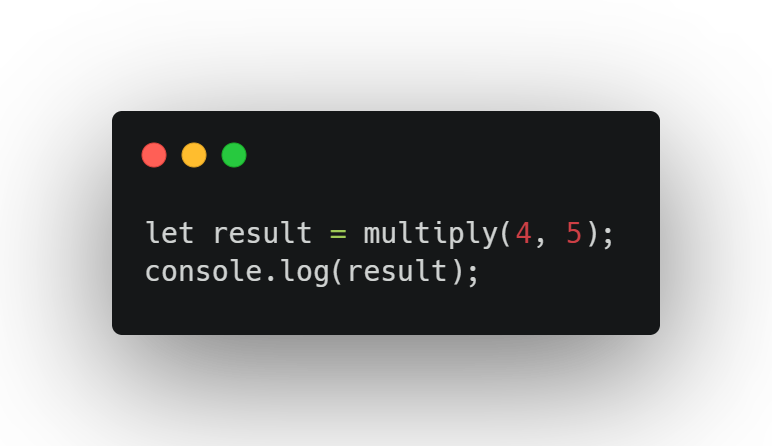 let result = multiply(4, 5);
console.log(result);